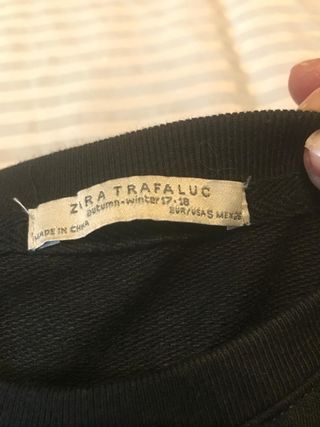 ZARA TRAFALUC
autumn-winter 17-18
MADE IN CHINA
EUR/USA S MEX 26